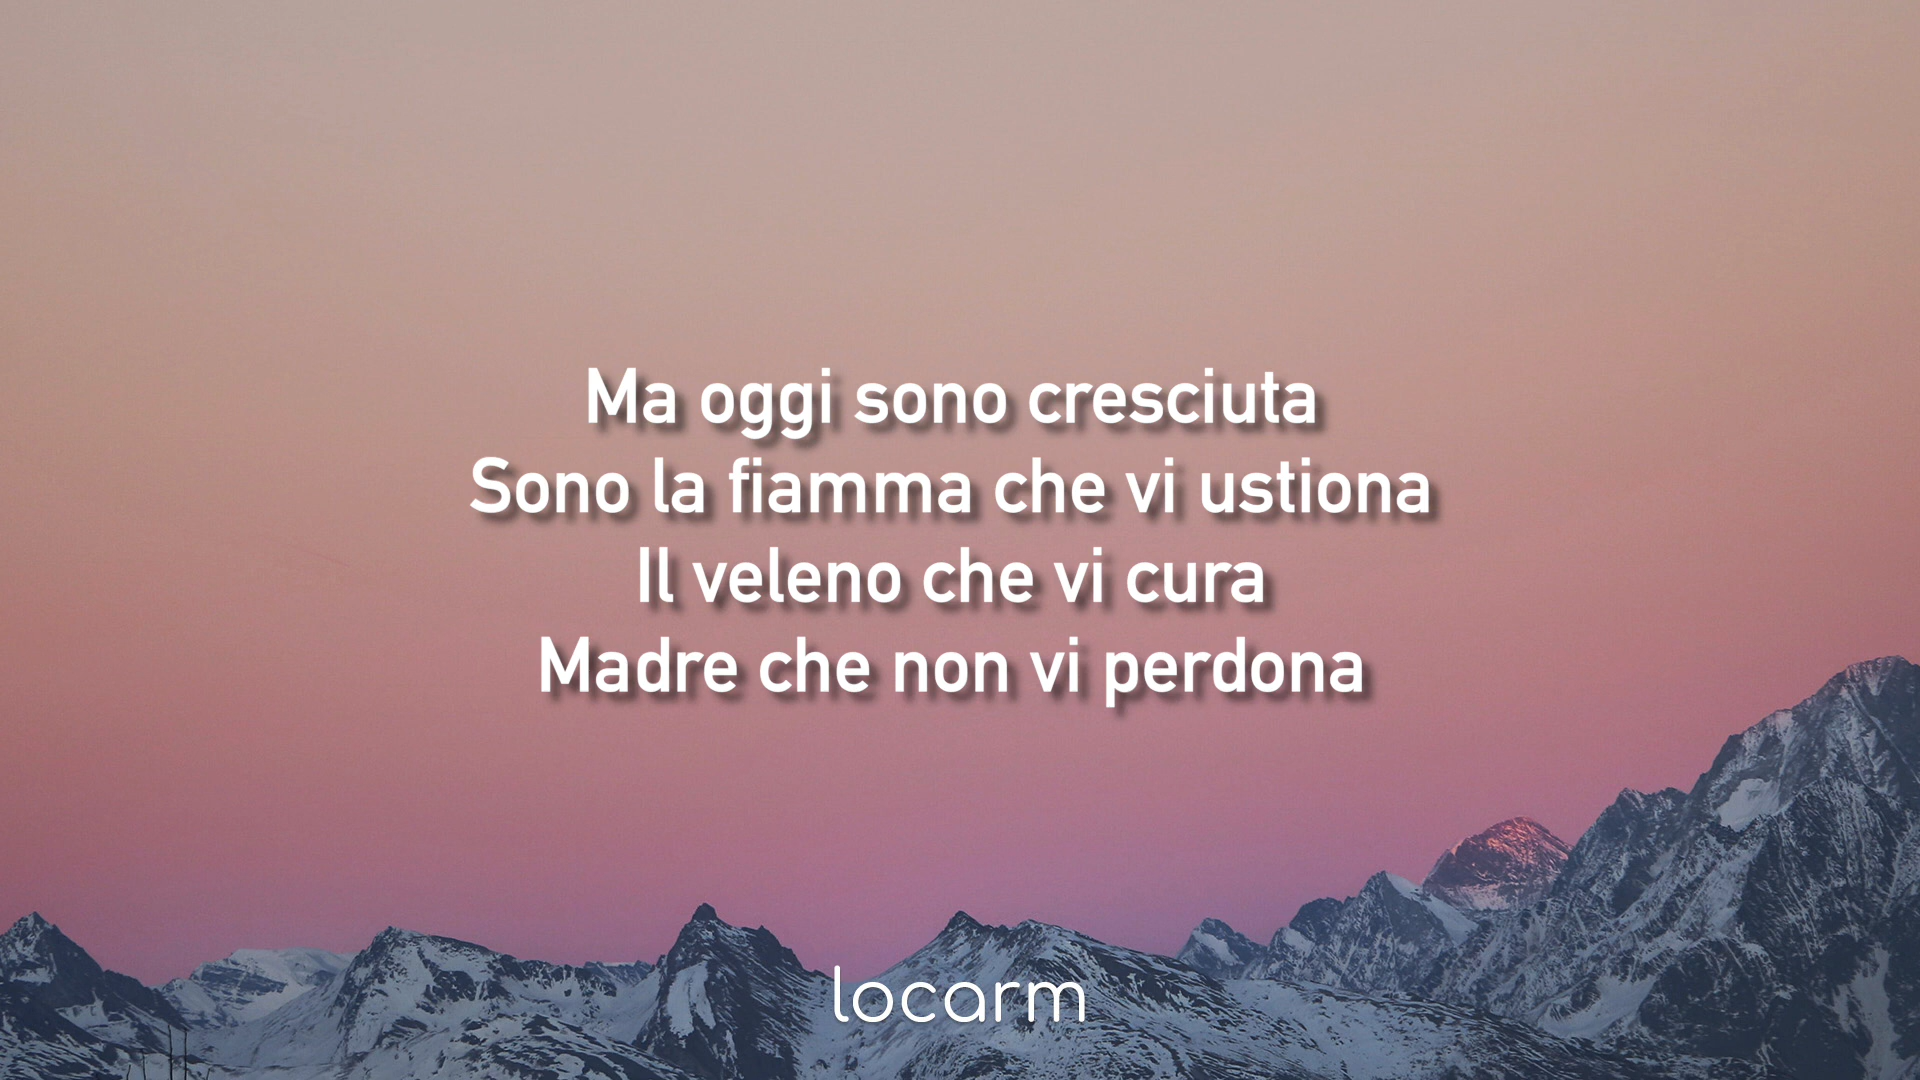 Ma oggi sono cresciuta
Sono la fiamma che vi ustiona
Il veleno che vi cura
Madre che non vi perdona
locarm